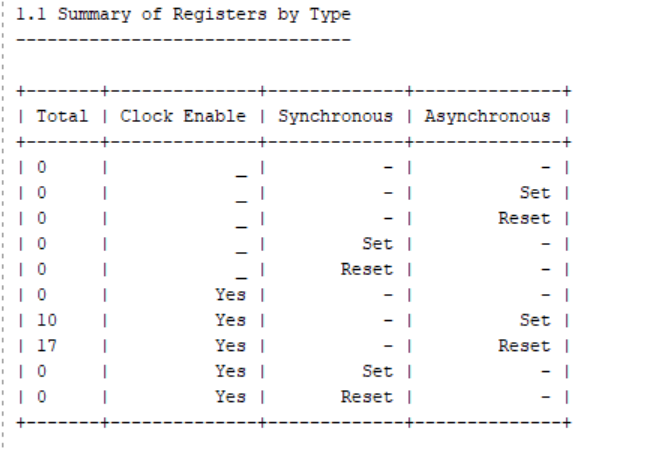 1.1 Summary of Registers by Type
--------------------------------
+-------+--------------+-------------+--------------+
| Total | Clock Enable | Synchronous | Asynchronous |
+-------+--------------+-------------+--------------+
| 0     |            _ |           - |            - |
| 0     |            _ |           - |          Set |
| 0     |            _ |           - |        Reset |
| 0     |            _ |         Set |            - |
| 0     |            _ |       Reset |            - |
| 0     |          Yes |           - |            - |
| 10    |          Yes |           - |          Set |
| 17    |          Yes |           - |        Reset |
| 0     |          Yes |         Set |            - |
| 0     |          Yes |       Reset |            - |
+-------+--------------+-------------+--------------+